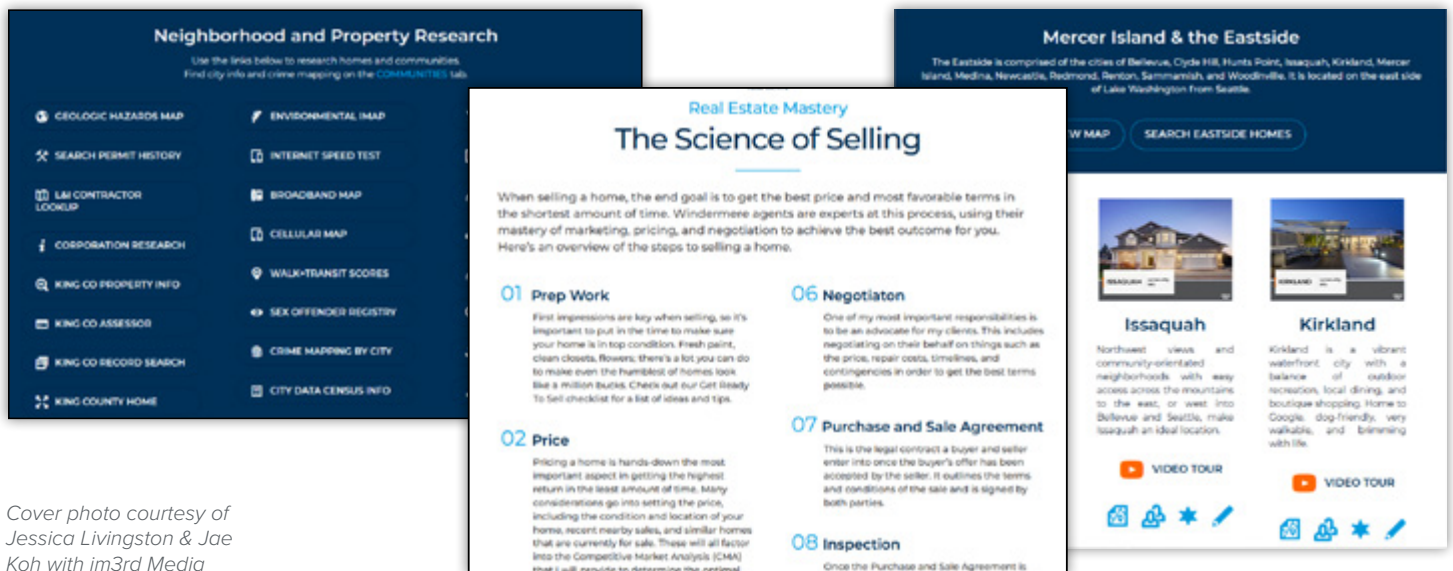 Neighborhood and Property Research
Use the links below to research homes and communities.
Find city info and crime mapping on the COMMUNITIES tab.
GEOLOGIC HAZARDS MAP
SEARCH PERMIT HISTORY
L&I CONTRACTOR
LOOKUP
CORPORATION RESEARCH
KING CO PROPERTY INFO
KING CO ASSESSOR
KING CO RECORD SEARCH
KING COUNTY HOME
ENVIRONMENTAL IMAP
INTERNET SPEED TEST
BROADBAND MAP
CELLULAR MAP
WALK+TRANSIT SCORES
SEX OFFENDER REGISTRY
CRIME MAPPING BY CITY
CITY DATA CENSUS INFO
Real Estate Mastery
The Science of Selling
When selling a home, the end goal is to get the best price and most favorable terms in
the shortest amount of time. Windermere agents are experts at this process, using their
mastery of marketing, pricing, and negotiation to achieve the best outcome for you.
Here's an overview of the steps to selling a home.
01 Prep Work
First impressions are key when selling, so it's
important to put in the time to make sure
your home is in top condition. Fresh paint,
clean closets, flowers; there's a lot you can do
to make even the humblest of homes look
like a million bucks. Check out our Get Ready
To Sell checklist for a list of ideas and tips.
02 Price
Pricing a home is hands-down the most
important aspect in getting the highest
return in the least amount of time. Many
considerations go into setting the price,
including the condition and location of your
home, recent nearby sales, and similar homes
that are currently for sale. These will all factor
into the Competitive Market Analysis (CMA)
that I will provide to determine the optimal
06 Negotiaton
One of my most important responsibilities is
to be an advocate for my clients. This includes
negotiating on their behalf on things such as
the price, repair costs, timelines, and
contingencies in order to get the best terms
possible.
07 Purchase and Sale Agreement
This is the legal contract a buyer and seller
enter into once the buyer's offer has been
accepted by the seller. It outlines the terms
and conditions of the sale and is signed by
both parties.
08 Inspection
Once the Purchase and Sale Agreement is
Mercer Island & the Eastside
The Eastside is comprised of the cities of Bellevue, Clyde Hill, Hunts Point, Issaquah, Kirkland, Mercer
Island, Medina, Newcastle, Redmond, Renton, Sammamish, and Woodinville. It is located on the east side
of Lake Washington from Seattle.
W MAP
SEARCH EASTSIDE HOMES
ISSAQUAH
KIRKLAND
Issaquah
Northwest views and
community-orientated
neighborhoods with easy
access across the mountains
to the east, or west into
Bellevue and Seattle, make
Issaquah an ideal location.
VIDEO TOUR
Kirkland
Kirkland is a vibrant
waterfront city with a
balance of outdoor
recreation, local dining, and
boutique shopping. Home to
Google, dog-friendly, very
walkable, and brimming
with life.
VIDEO TOUR
Cover photo courtesy of
Jessica Livingston & Jae
Koh with im3rd Media